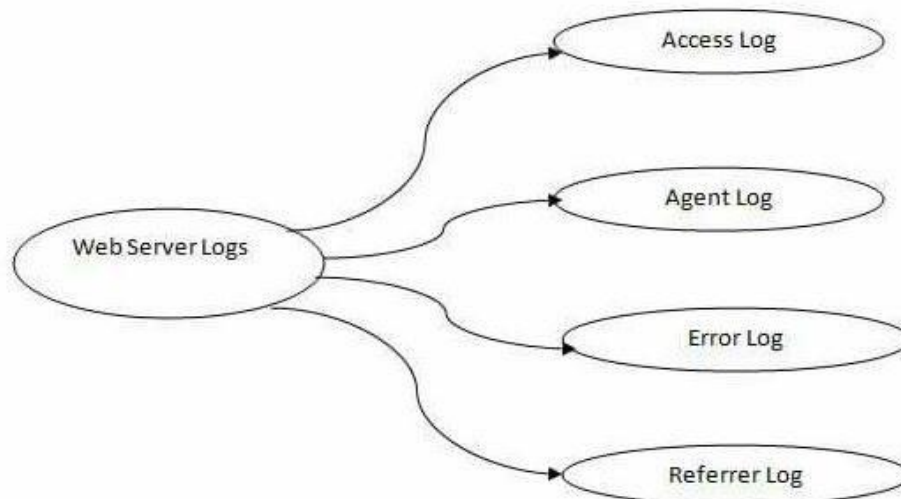 Access Log
Agent Log
Web Server Logs
Error Log
Referrer Log